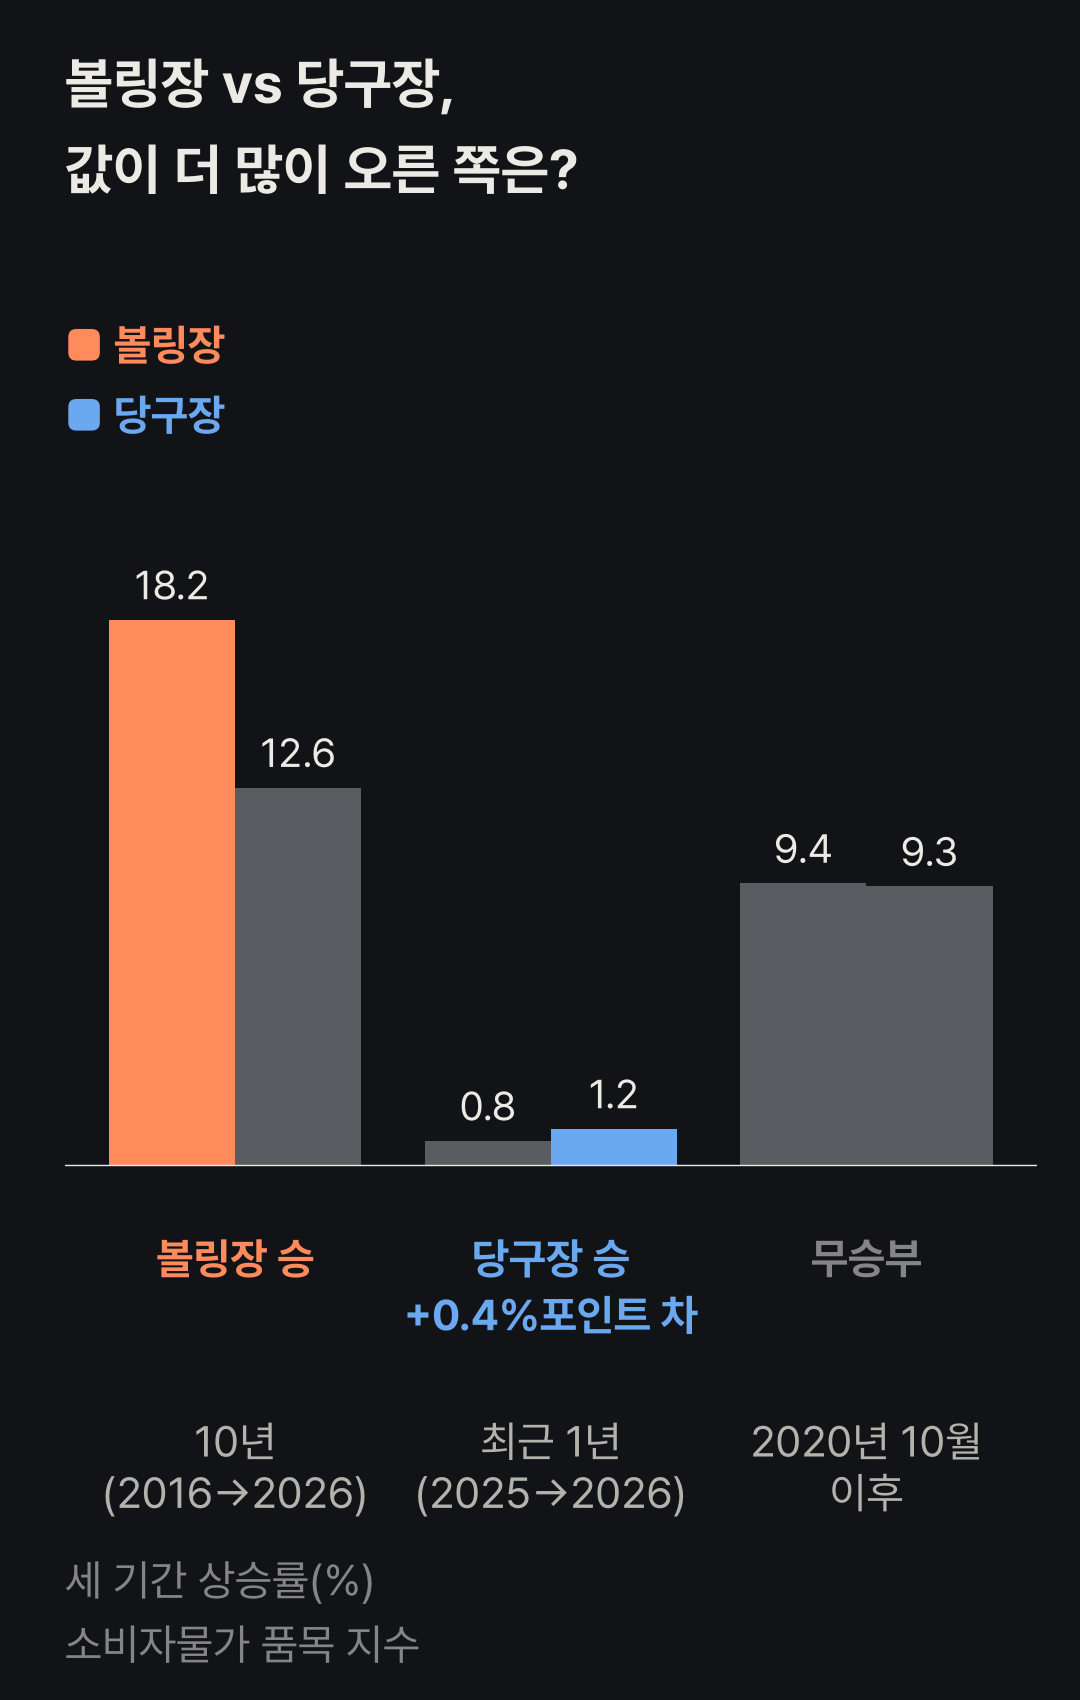 볼링장 vs 당구장,
값이 더 많이 오른 쪽은?
볼링장
당구장
18.2
12.6
0.8
1.2
9.4
9.3
볼링장 승
당구장 승
+0.4%포인트 차
무승부
10년
(2016→2026)
최근 1년
(2025→2026)
2020년 10월
이후
세 기간 상승률(%)
소비자물가 품목 지수